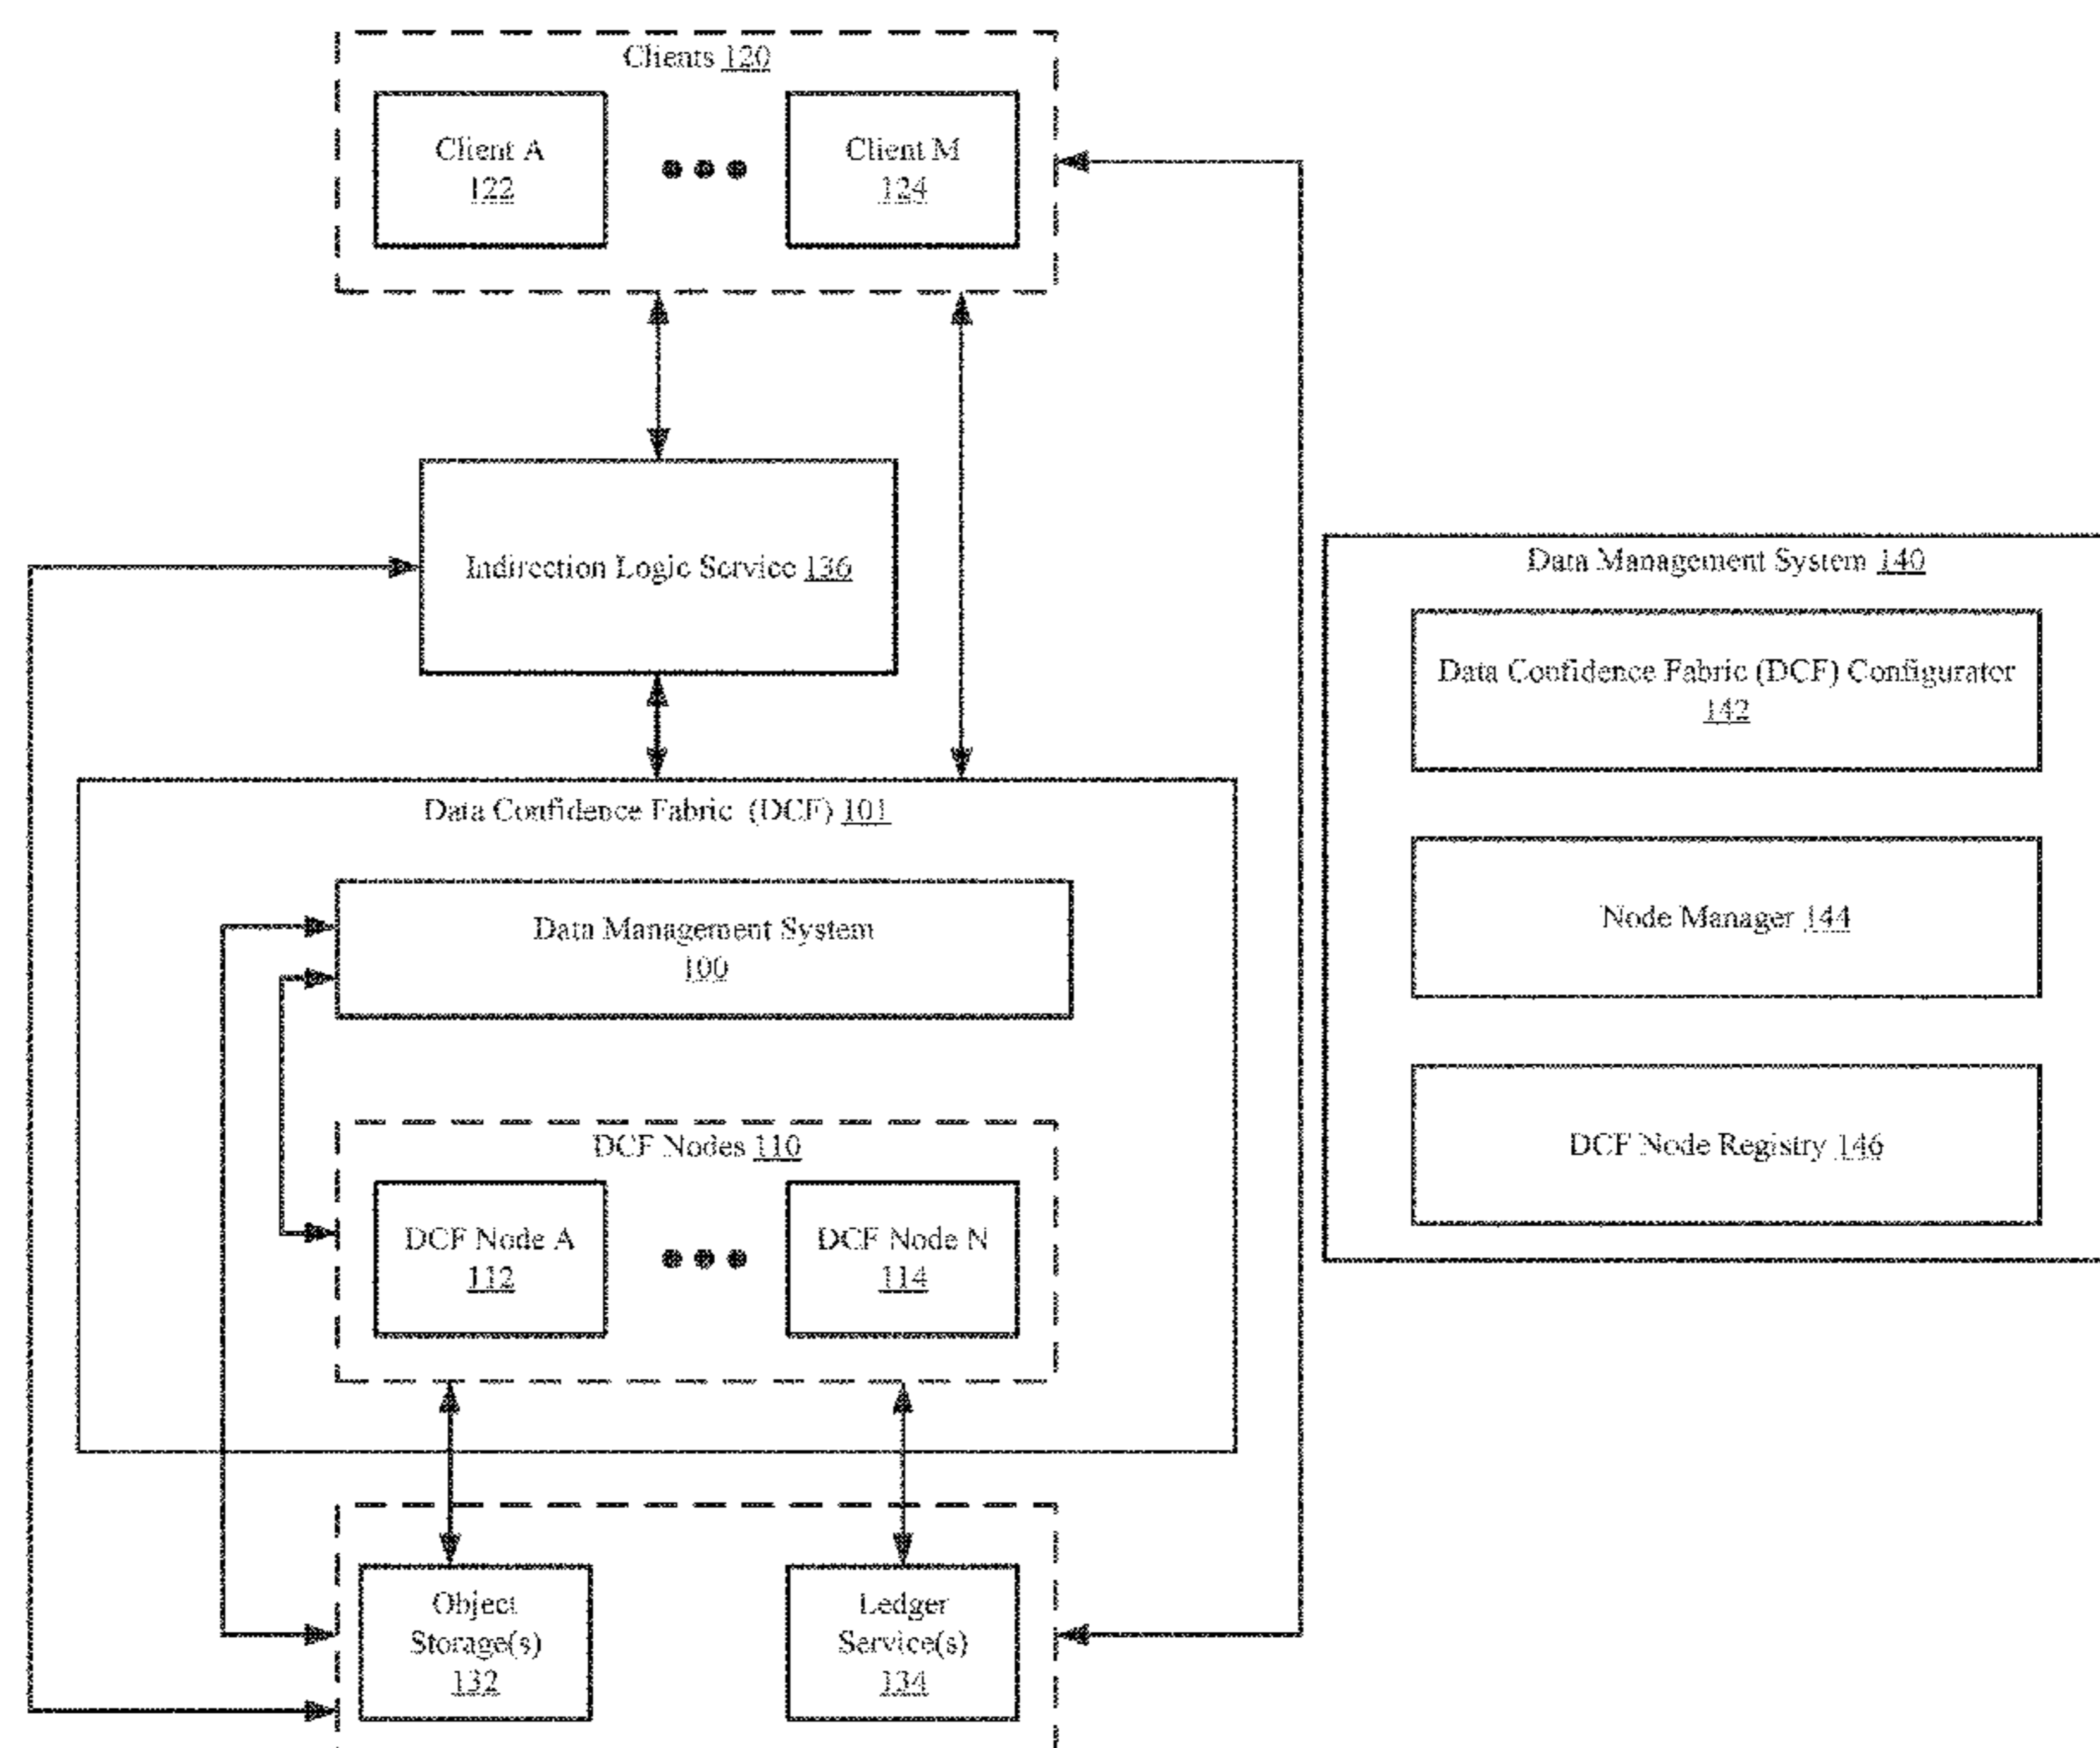 Clients 120
Client A
122
Client M
124
Indirection Logic Service 136
Data Confidence Fabric (DCF) 101
Data Management System
100
DCF Nodes 110
DCF Node A
112
DCF Node N
114
Object
Storage(s)
132
Ledger
Service(s)
134
Data Management System 140
Data Confidence Fabric (DCF) Configurator
142
Node Manager 144
DCF Node Registry 146